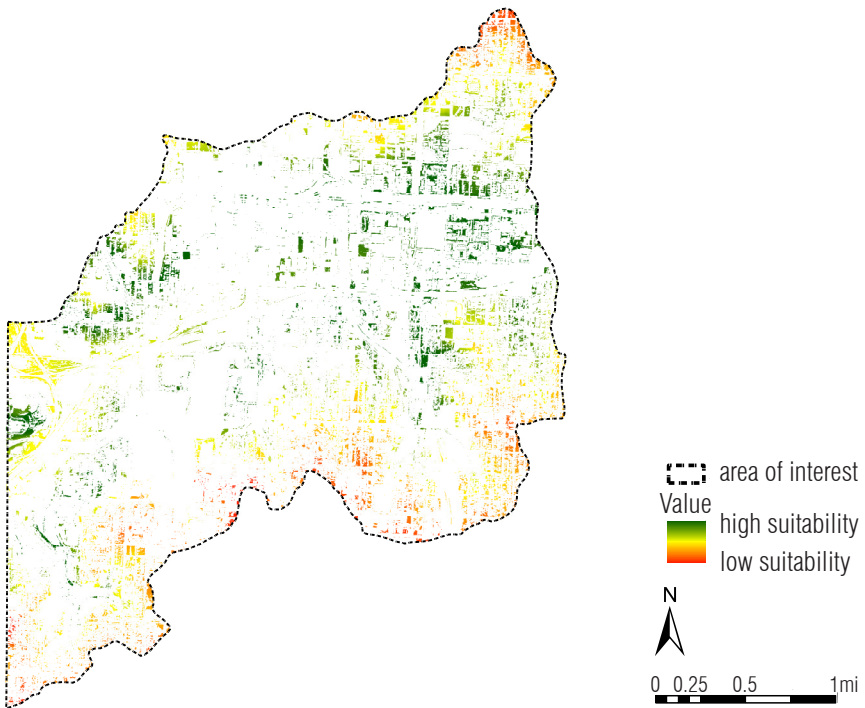 area of interest
Value
high suitability
low suitability
N
0 0.25 0.5 1mi